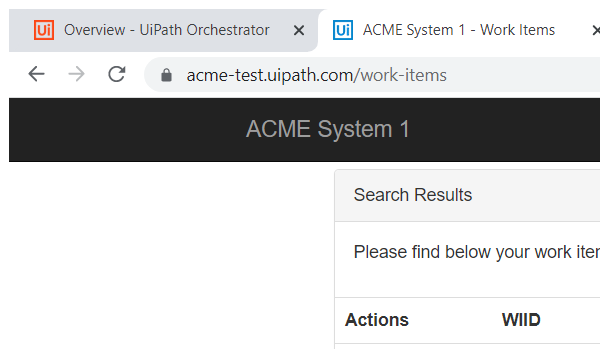 Ui Overview - UiPath Orchestrator Ui ACME System 1 - Work Items
acme-test.uipath.com/work-items
ACME System 1
Search Results
Please find below your work
Actions WIID